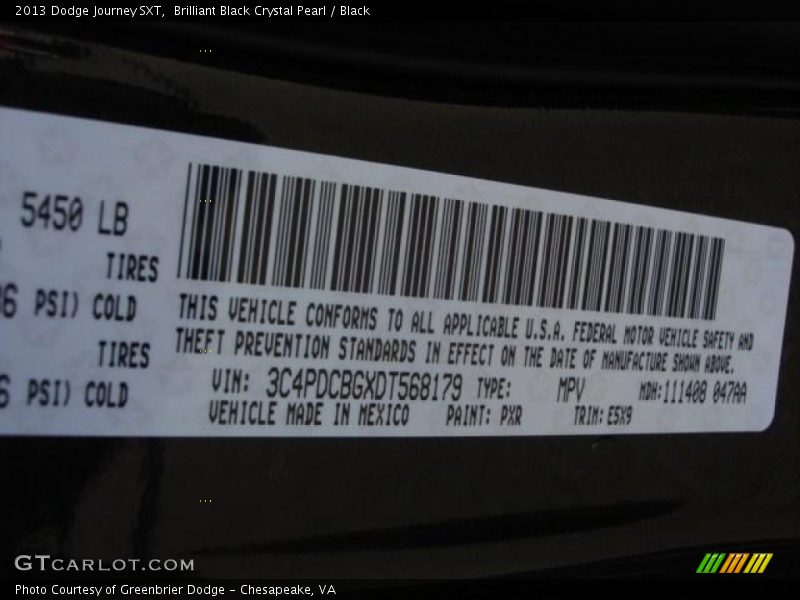 2013 Dodge Journey SXT,  Brilliant Black Crystal Pearl / Black
5450 LB
TIRES
PSI) COLD
TIRES
PSI) COLD
THIS VEHICLE CONFORMS TO ALL APPLICABLE U.S.A. FEDERAL MOTOR VEHICLE SAFETY AND
THEFT PREVENTION STANDARDS IN EFFECT ON THE DATE OF MANUFACTURE SHOWN ABOVE.
VIN: 3C4PDCBGXDT568179 TYPE: MPV MDH:111408 047AA
VEHICLE MADE IN MEXICO PAINT: PXR TRIM: E5X9
GTCARLOT.COM
Photo Courtesy of Greenbrier Dodge - Chesapeake, VA